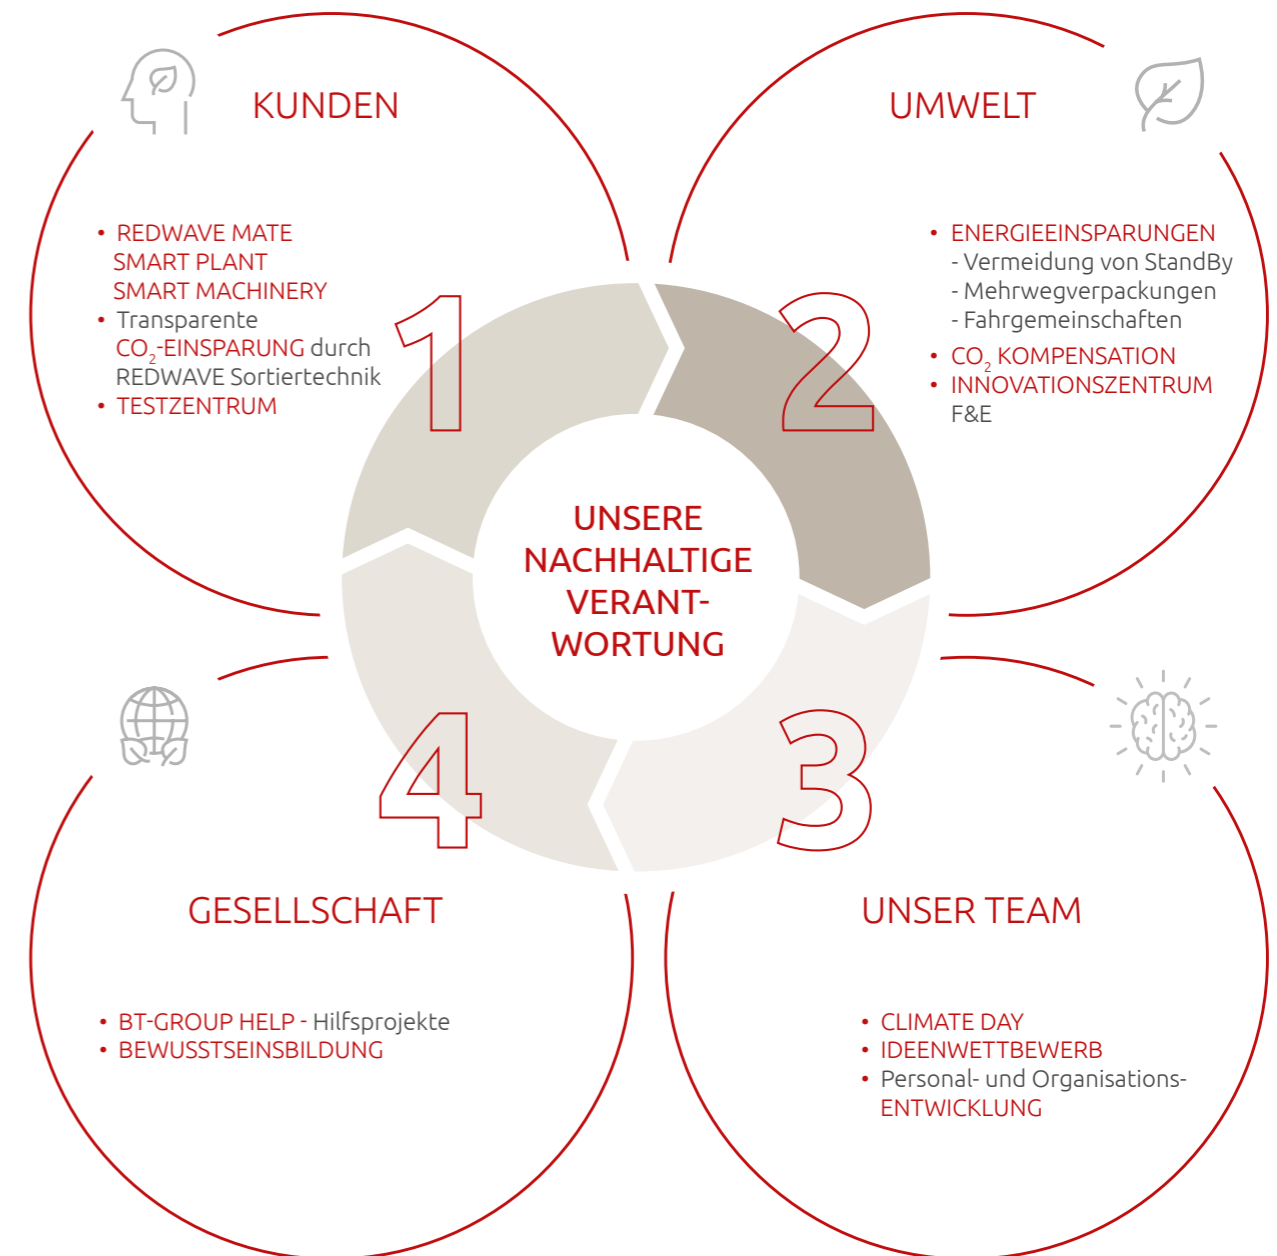 KUNDEN
• REDWAVE MATE
SMART PLANT
SMART MACHINERY
• Transparente
CO₂-EINSPARUNG durch
REDWAVE Sortiertechnik
• TESTZENTRUM
1
UMWELT
• ENERGIEEINSPARUNGEN
- Vermeidung von StandBy
- Mehrwegverpackungen
- Fahrgemeinschaften
• CO₂ KOMPENSATION
• INNOVATIONSZENTRUM
F&E
2
UNSERE
NACHHALTIGE
VERANT-
WORTUNG
3
UNSER TEAM
• CLIMATE DAY
• IDEENWETTBEWERB
• Personal- und Organisations-
ENTWICKLUNG
4
GESELLSCHAFT
• BT-GROUP HELP - Hilfsprojekte
• BEWUSSTSEINSBILDUNG